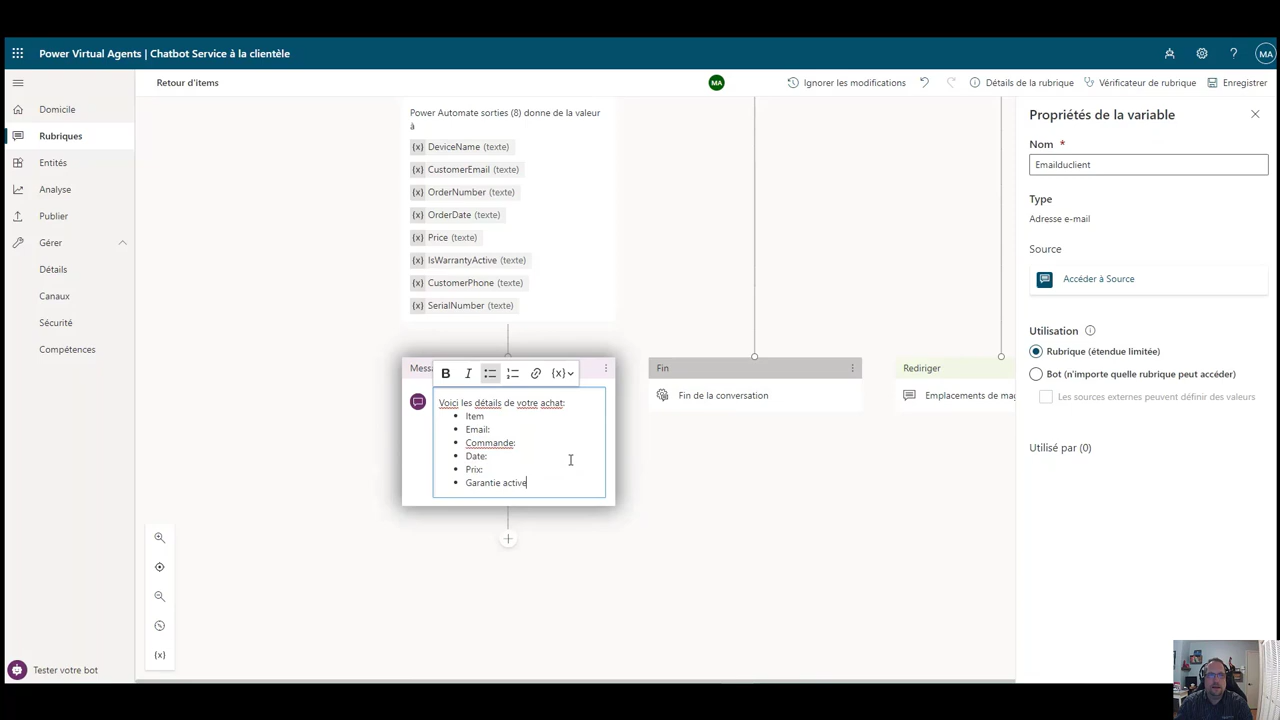 Power Virtual Agents | Chatbot Service à la clientèle
MA
Retour d'items
MA
Ignorer les modifications
Détails de la rubrique
Vérificateur de rubrique
Enregistrer
Domicile
Rubriques
Entités
Analyse
Publier
Gérer
Détails
Canaux
Sécurité
Compétences
Tester votre bot
Power Automate sorties (8) donne de la valeur
à
{x} DeviceName (texte)
{x} CustomerEmail (texte)
{x} OrderNumber (texte)
{x} OrderDate (texte)
{x} Price (texte)
{x} IsWarrantyActive (texte)
{x} CustomerPhone (texte)
{x} SerialNumber (texte)
Mess
B I {x}
Voici les détails de votre achat:
• Item
• Email:
• Commande:
• Date:
• Prix:
• Garantie active
{x}
Fin
Fin de la conversation
Rediriger
Emplacements de mag
Propriétés de la variable
Nom *
Emailduclient
Type
Adresse e-mail
Source
Accéder à Source
Utilisation
Rubrique (étendue limitée)
Bot (n'importe quelle rubrique peut accéder)
Les sources externes peuvent définir des valeurs
Utilisé par (0)